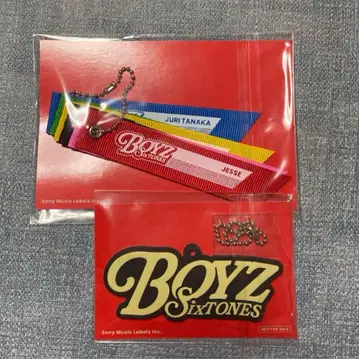 JURI TANAKA
BOYZ
SixTONES
JESSE
Sony Music Labels Inc.
BOYZ
SixTONES
Sony Music Labels Inc.
NOT FOR SALE